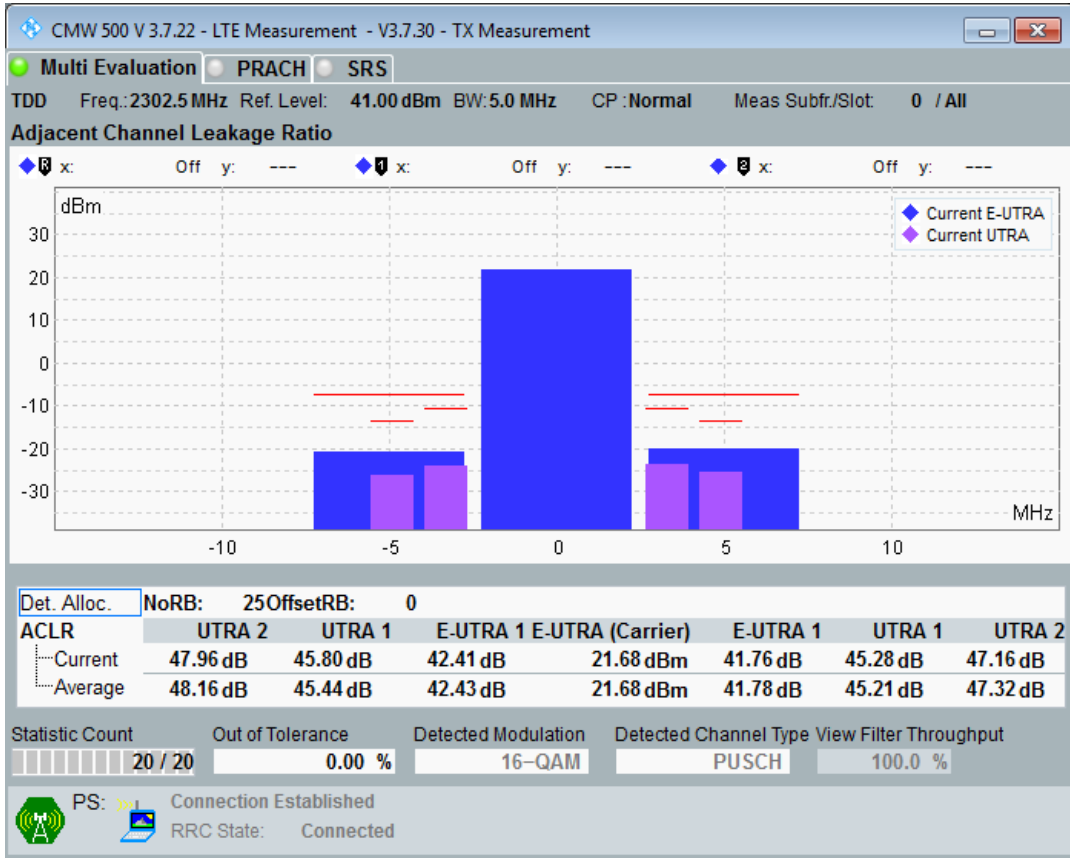 CMW 500 V 3.7.22 - LTE Measurement - V3.7.30 - TX Measurement
Multi Evaluation PRACH SRS
TDD Freq.: 2302.5 MHz Ref. Level: 41.00 dBm BW: 5.0 MHz CP : Normal Meas Subfr./Slot: 0 / All
Adjacent Channel Leakage Ratio
R x: Off y: --- 1 x: Off y: --- 2 x: Off y: ---
dBm
Current E-UTRA
Current UTRA
30
20
10
0
-10
-20
-30
MHz
-10 -5 0 5 10
Det. Alloc. NoRB: 25 OffsetRB: 0
ACLR UTRA 2 UTRA 1 E-UTRA 1 E-UTRA (Carrier) E-UTRA 1 UTRA 1 UTRA 2
Current 47.96 dB 45.80 dB 42.41 dB 21.68 dBm 41.76 dB 45.28 dB 47.16 dB
Average 48.16 dB 45.44 dB 42.43 dB 21.68 dBm 41.78 dB 45.21 dB 47.32 dB
Statistic Count Out of Tolerance Detected Modulation Detected Channel Type View Filter Throughput
20 / 20 0.00 % 16-QAM PUSCH 100.0 %
PS: Connection Established
RRC State: Connected